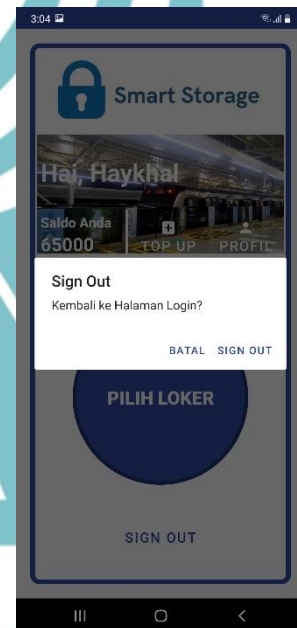 3:04
Smart Storage
Hai, Haykhal
Saldo Anda
65000
TOP UP
PROFIL
Sign Out
Kembali ke Halaman Login?
BATAL SIGN OUT
PILIH LOKER
SIGN OUT